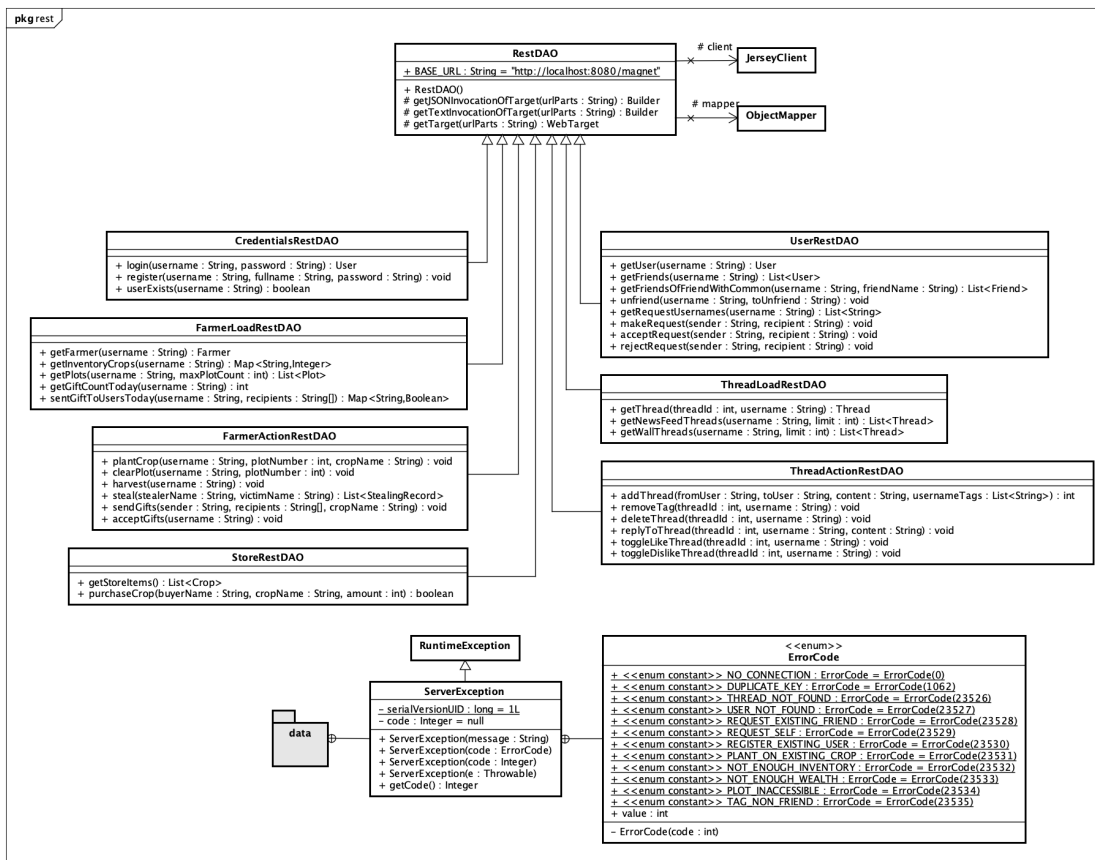 pkg rest
RestDAO
+ BASE_URL : String = "http://localhost:8080/magnet"
+ RestDAO()
# getJSONInvocationOfTarget(urlParts : String) : Builder
# getTextInvocationOfTarget(urlParts : String) : Builder
# getTarget(urlParts : String) : WebTarget
# client
JerseyClient
# mapper
ObjectMapper
CredentialsRestDAO
+ login(username : String, password : String) : User
+ register(username : String, fullname : String, password : String) : void
+ userExists(username : String) : boolean
FarmerLoadRestDAO
+ getFarmer(username : String) : Farmer
+ getInventoryCrops(username : String) : Map<String,Integer>
+ getPlots(username : String, maxPlotCount : int) : List<Plot>
+ getGiftCountToday(username : String) : int
+ sentGiftToUsersToday(username : String, recipients : String[]) : Map<String,Boolean>
FarmerActionRestDAO
+ plantCrop(username : String, plotNumber : int, cropName : String) : void
+ clearPlot(username : String, plotNumber : int) : void
+ harvest(username : String) : void
+ steal(stealerName : String, victimName : String) : List<StealingRecord>
+ sendGifts(sender : String, recipients : String[], cropName : String) : void
+ acceptGifts(username : String) : void
StoreRestDAO
+ getStoreItems() : List<Crop>
+ purchaseCrop(buyerName : String, cropName : String, amount : int) : boolean
UserRestDAO
+ getUser(username : String) : User
+ getFriends(username : String) : List<User>
+ getFriendsOfFriendWithCommon(username : String, friendName : String) : List<Friend>
+ unfriend(username : String, toUnfriend : String) : void
+ getRequestUsernames(username : String) : List<String>
+ makeRequest(sender : String, recipient : String) : void
+ acceptRequest(sender : String, recipient : String) : void
+ rejectRequest(sender : String, recipient : String) : void
ThreadLoadRestDAO
+ getThread(threadId : int, username : String) : Thread
+ getNewsFeedThreads(username : String, limit : int) : List<Thread>
+ getWallThreads(username : String, limit : int) : List<Thread>
ThreadActionRestDAO
+ addThread(fromUser : String, toUser : String, content : String, usernameTags : List<String>) : int
+ removeTag(threadId : int, username : String) : void
+ deleteThread(threadId : int, username : String) : void
+ replyToThread(threadId : int, username : String, content : String) : void
+ toggleLikeThread(threadId : int, username : String) : void
+ toggleDislikeThread(threadId : int, username : String) : void
RuntimeException
ServerException
- serialVersionUID : long = 1L
- code : Integer = null
+ ServerException(message : String)
+ ServerException(code : ErrorCode)
+ ServerException(code : Integer)
+ ServerException(e : Throwable)
+ getCode() : Integer
data
<<enum>>
ErrorCode
+ <<enum constant>> NO_CONNECTION : ErrorCode = ErrorCode(0)
+ <<enum constant>> DUPLICATE_KEY : ErrorCode = ErrorCode(1062)
+ <<enum constant>> THREAD_NOT_FOUND : ErrorCode = ErrorCode(23526)
+ <<enum constant>> USER_NOT_FOUND : ErrorCode = ErrorCode(23527)
+ <<enum constant>> REQUEST_EXISTING_FRIEND : ErrorCode = ErrorCode(23528)
+ <<enum constant>> REQUEST_SELF : ErrorCode = ErrorCode(23529)
+ <<enum constant>> REGISTER_EXISTING_USER : ErrorCode = ErrorCode(23530)
+ <<enum constant>> PLANT_ON_EXISTING_CROP : ErrorCode = ErrorCode(23531)
+ <<enum constant>> NOT_ENOUGH_INVENTORY : ErrorCode = ErrorCode(23532)
+ <<enum constant>> NOT_ENOUGH_WEALTH : ErrorCode = ErrorCode(23533)
+ <<enum constant>> PLOT_INACCESSIBLE : ErrorCode = ErrorCode(23534)
+ <<enum constant>> TAG_NON_FRIEND : ErrorCode = ErrorCode(23535)
+ value : int
- ErrorCode(code : int)